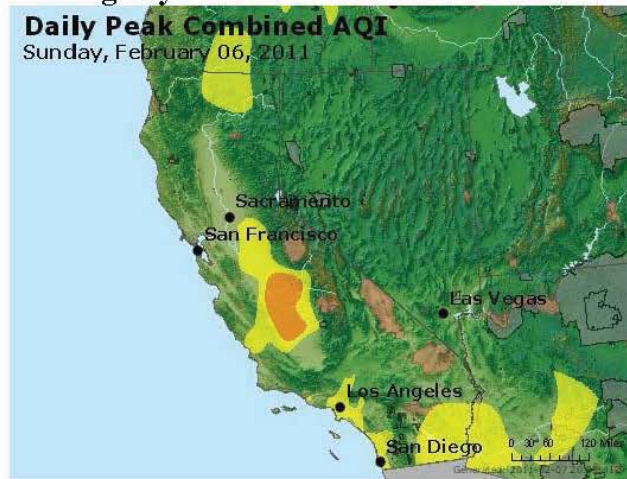 Daily Peak Combined AQI
Sunday, February 06, 2011
Sacramento
San Francisco
Las Vegas
Los Angeles
San Diego
0 30 60 120 Miles